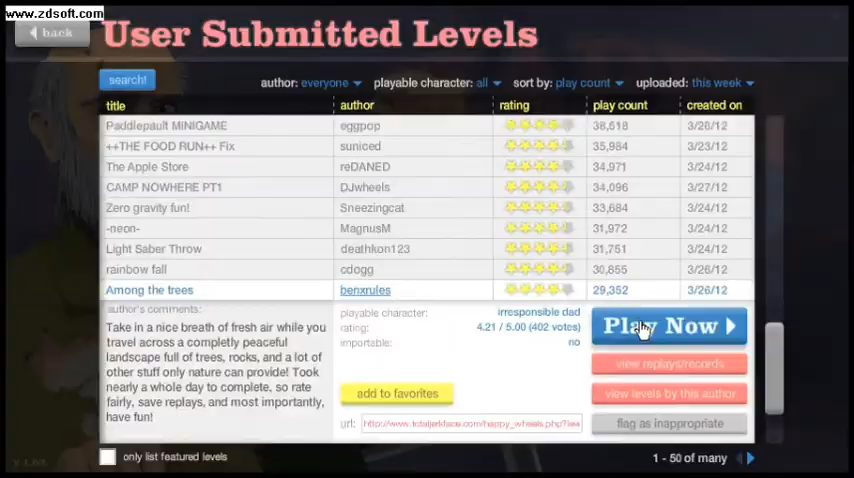 www.zdsoft.com
back
User Submitted Levels
search!
author: everyone playable character: all sort by: play count uploaded: this week
title author rating play count created on
Paddlepault MINIGAME eggpop 38,618 3/26/12
++THE FOOD RUN++ Fix suniced 35,984 3/23/12
The Apple Store reDANED 34,971 3/24/12
CAMP NOWHERE PT1 DJwheels 34,096 3/27/12
Zero gravity fun! Sneezingcat 33,684 3/24/12
-neon- MagnusM 31,972 3/24/12
Light Saber Throw deathkon123 31,751 3/24/12
rainbow fall cdogg 30,855 3/26/12
Among the trees benxrules 29,352 3/26/12
author's comments:
Take in a nice breath of fresh air while you
travel across a completly peaceful
landscape full of trees, rocks, and a lot of
other stuff only nature can provide! Took
nearly a whole day to complete, so rate
fairly, save replays, and most importantly,
have fun!
playable character: irresponsible dad
rating: 4.21 / 5.00 (402 votes)
importable: no
add to favorites
url: http://www.totaljerkface.com/happy_wheels.php?lea
Play Now
view replays/records
view levels by this author
flag as inappropriate
only list featured levels
1 - 50 of many